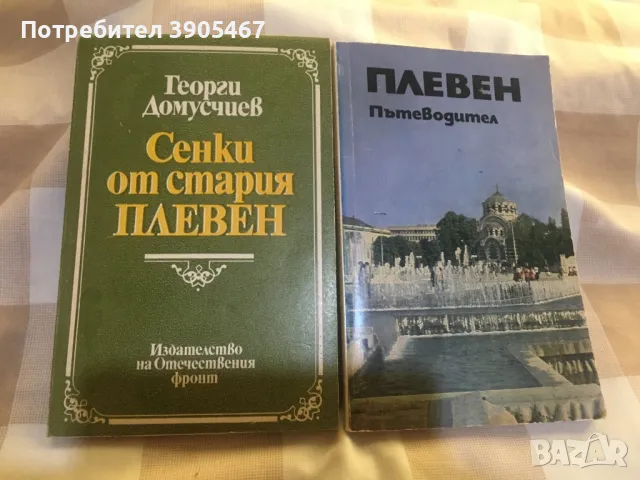 Потребител 3905467
Георги
Домусчиев
Сенки
от стария
ПЛЕВЕН
Издателство
на Отечествения
фронт
ПЛЕВЕН
Пътеводител
BAZAR